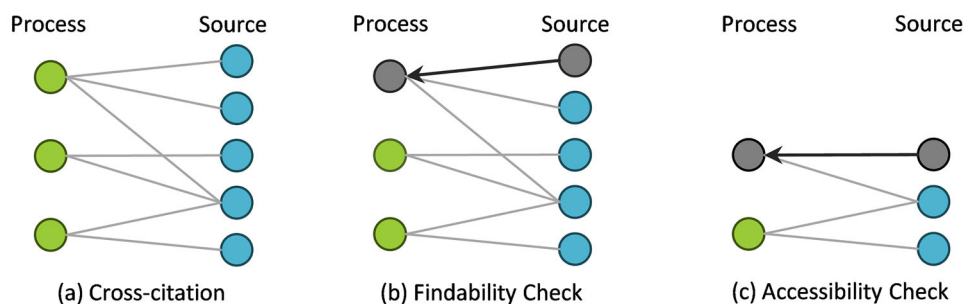 Process Source Process Source Process Source
(a) Cross-citation (b) Findability Check (c) Accessibility Check